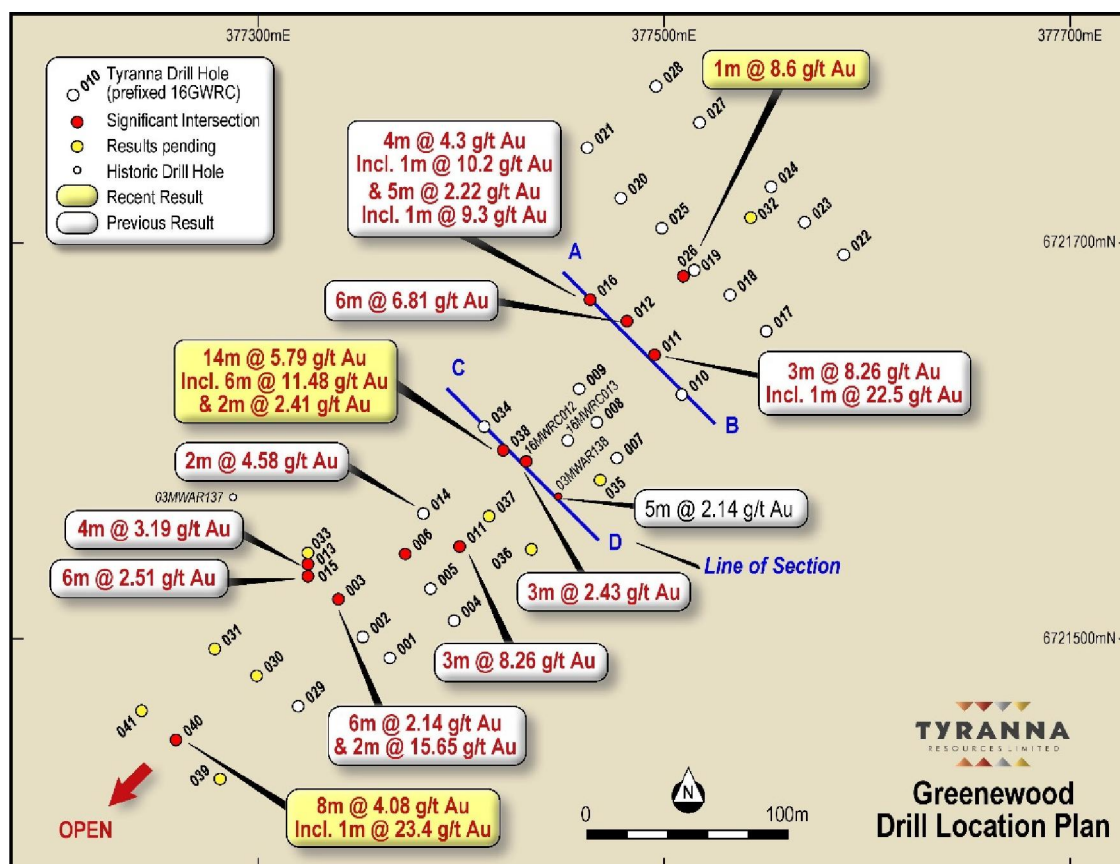 377300mE
377500mE
377700mE
010
Tyranna Drill Hole
(prefixed 16GWRC)
Significant Intersection
Results pending
Historic Drill Hole
Recent Result
Previous Result
1m @ 8.6 g/t Au
4m @ 4.3 g/t Au
Incl. 1m @ 10.2 g/t Au
& 5m @ 2.22 g/t Au
Incl. 1m @ 9.3 g/t Au
028
027
021
020
024
032
023
025
022
026
019
018
017
6721700mN
A
016
012
011
010
B
6m @ 6.81 g/t Au
3m @ 8.26 g/t Au
Incl. 1m @ 22.5 g/t Au
14m @ 5.79 g/t Au
Incl. 6m @ 11.48 g/t Au
& 2m @ 2.41 g/t Au
C
009
16MWRC012
16MWRC013
008
034
038
007
03MWAR138
035
2m @ 4.58 g/t Au
5m @ 2.14 g/t Au
03MWAR137
014
037
D
Line of Section
4m @ 3.19 g/t Au
033
013
015
006
011
036
6m @ 2.51 g/t Au
003
005
3m @ 2.43 g/t Au
002
001
004
6721500mN
031
030
029
3m @ 8.26 g/t Au
6m @ 2.14 g/t Au
& 2m @ 15.65 g/t Au
041
040
039
OPEN
8m @ 4.08 g/t Au
Incl. 1m @ 23.4 g/t Au
N
0
100m
TYRANNA
RESOURCES LIMITED
Greenewood
Drill Location Plan